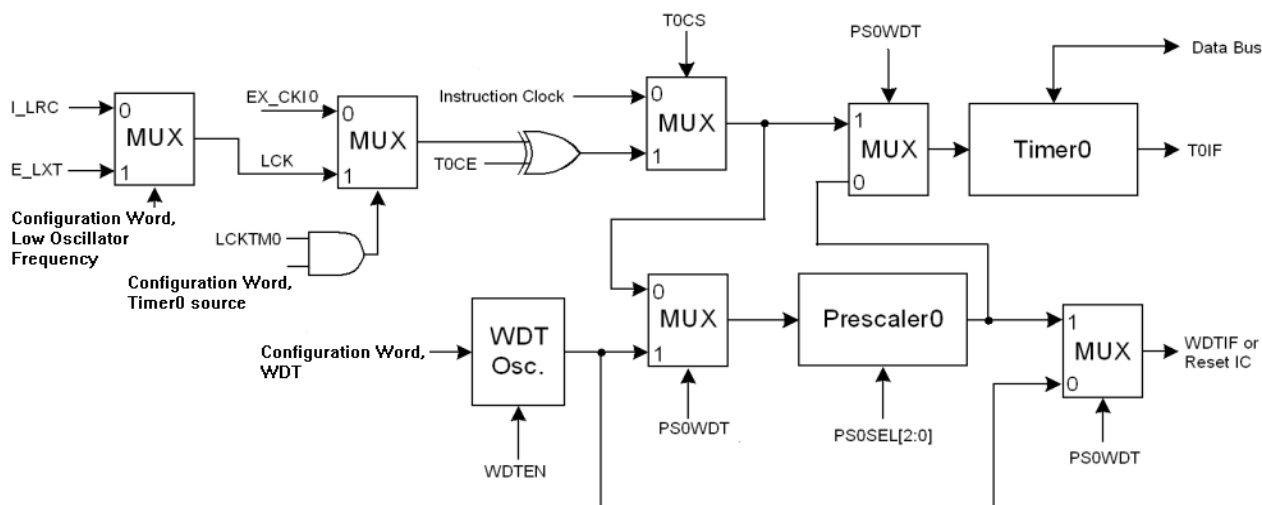 T0CS
PS0WDT
Data Bus
I_LRC
0
MUX
E_LXT
1
Configuration Word,
Low Oscillator
Frequency
EX_CKI0
0
MUX
LCK
1
LCKTM0
Configuration Word,
Timer0 source
T0CE
Instruction Clock
0
MUX
1
1
MUX
0
Timer0
T0IF
Configuration Word,
WDT
WDT
Osc.
WDTEN
0
MUX
1
PS0WDT
Prescaler0
PS0SEL[2:0]
1
MUX
0
WDTIF or
Reset IC
PS0WDT